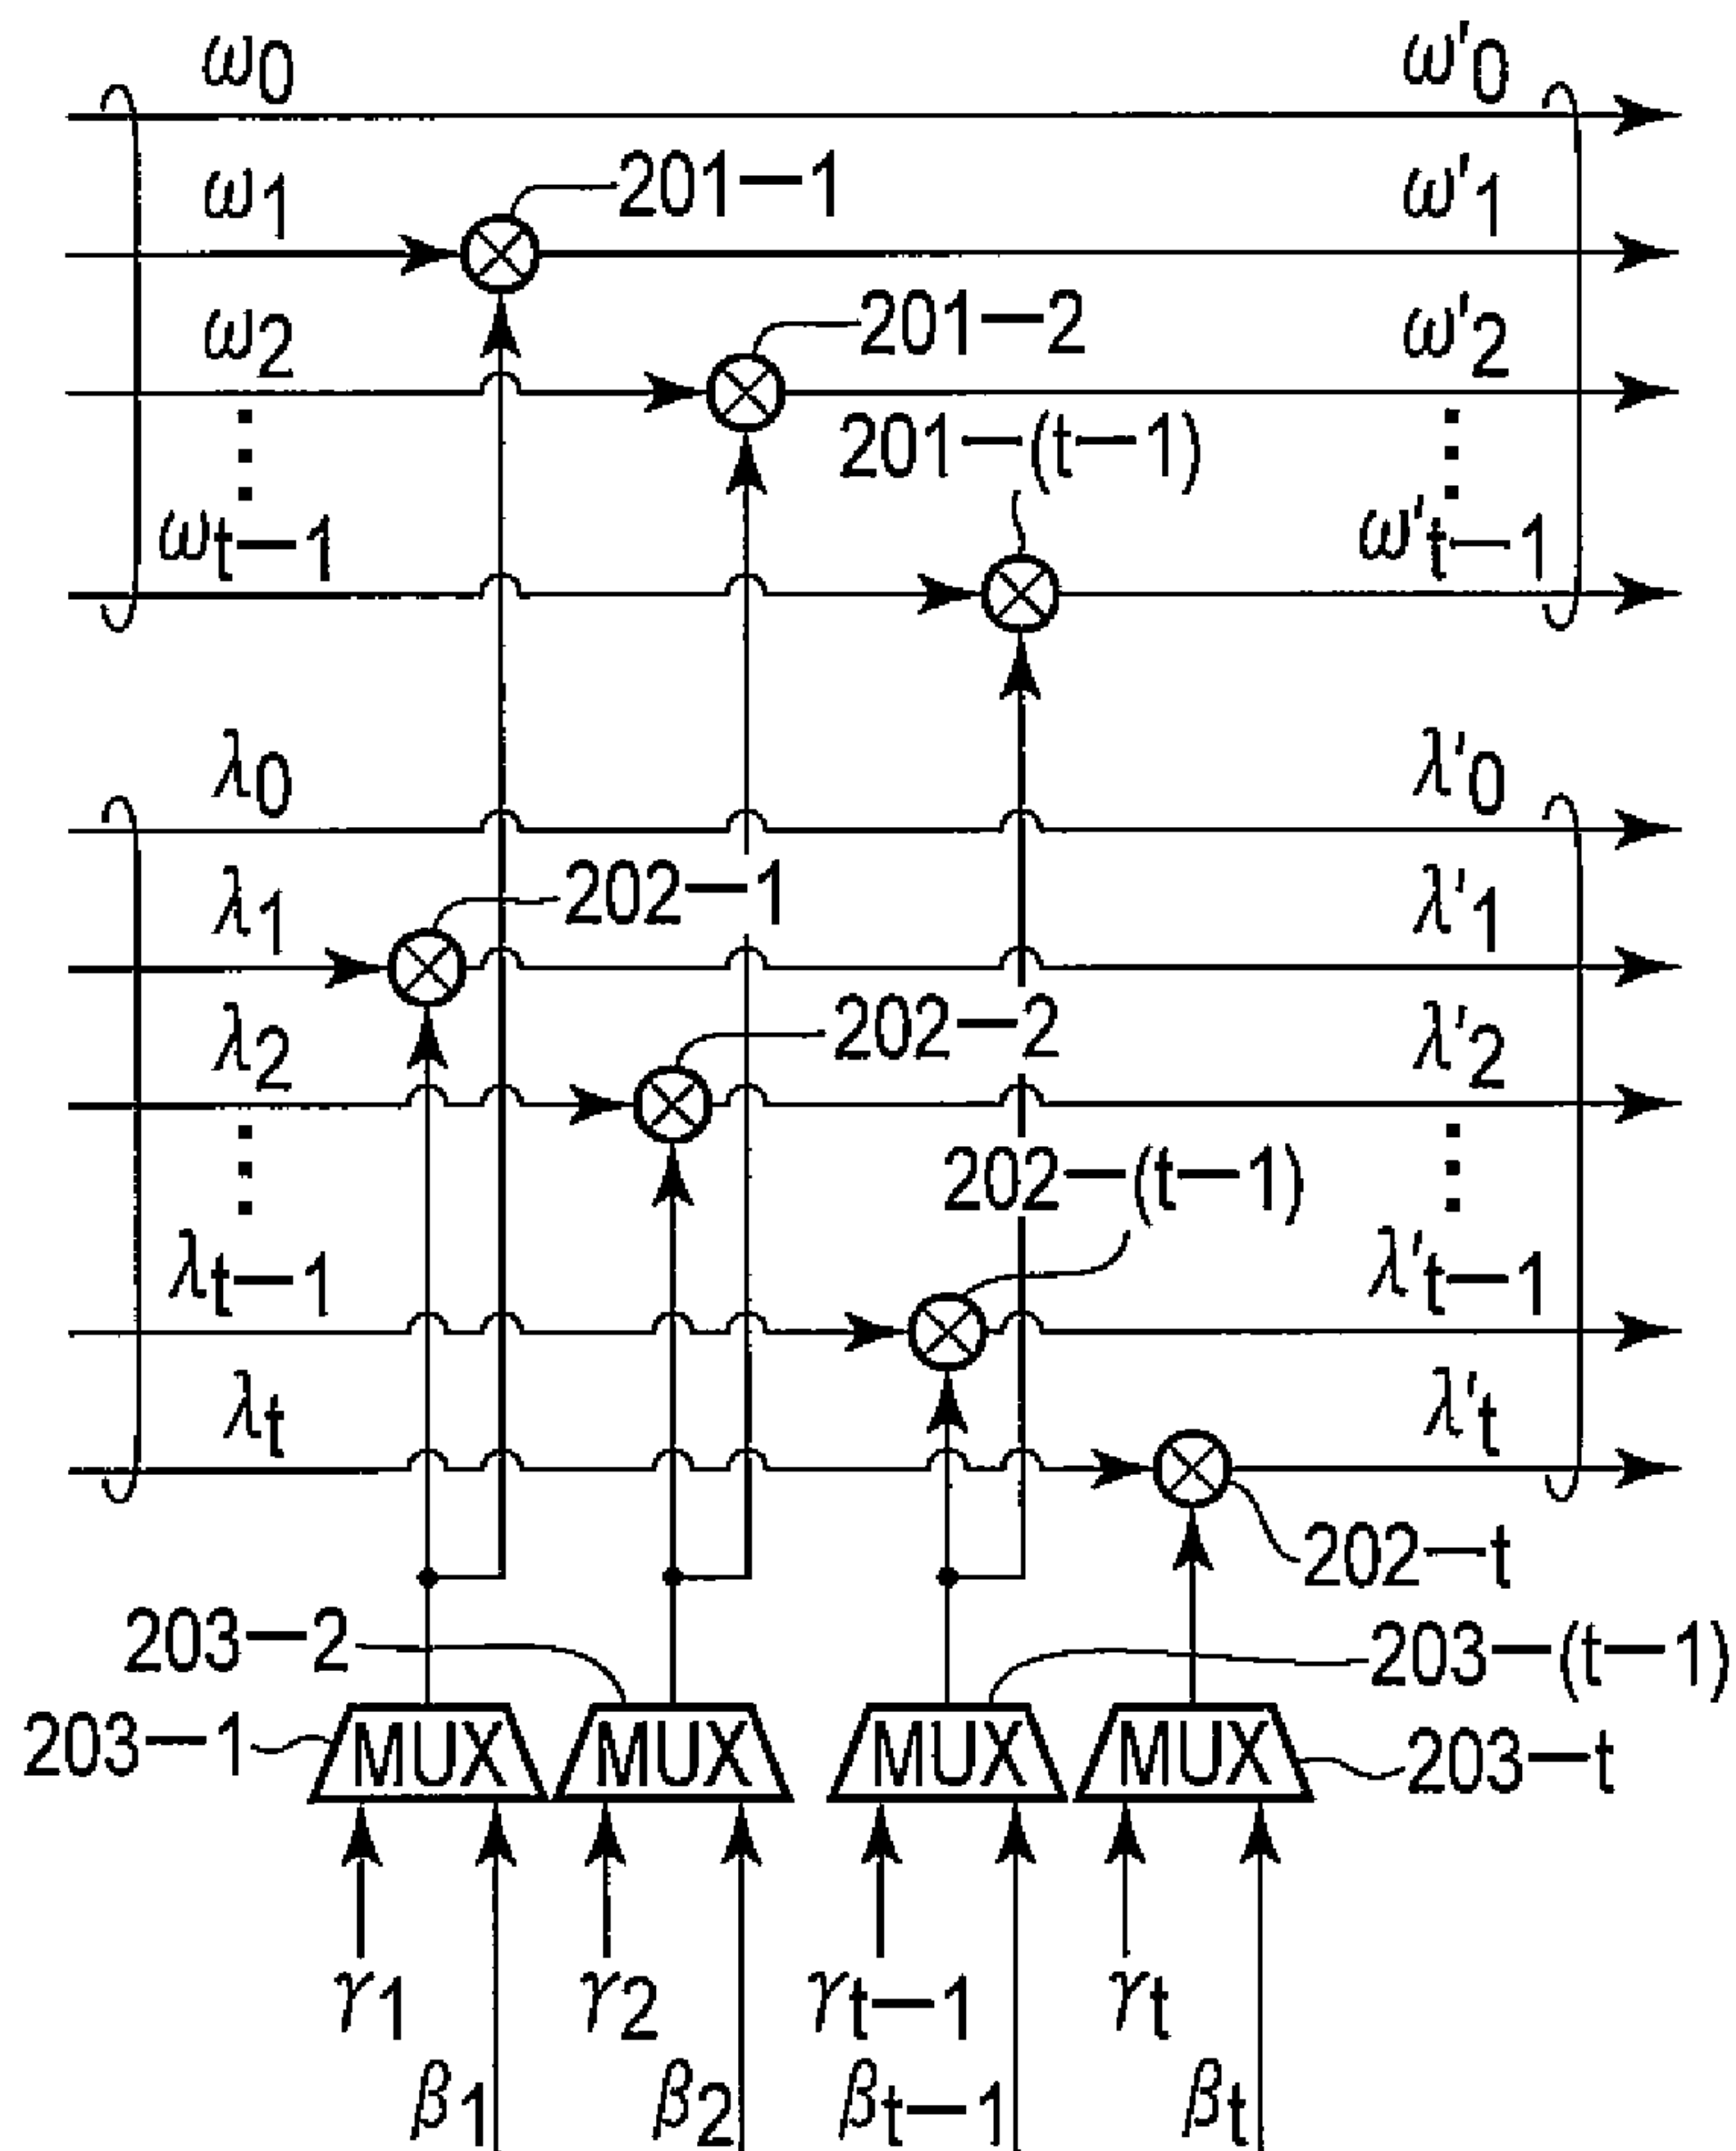 ω0 ω'0
ω1 201—1 ω'1
ω2 201—2 ω'2
201—(t—1)
ωt—1 ω't—1
λ0 λ'0
λ1 202—1 λ'1
λ2 202—2 λ'2
202—(t—1)
λt—1 λ't—1
λt λ't
202—t
203—2 203—(t—1)
203—1 MUX MUX MUX MUX 203—t
γ1 γ2 γt—1 γt
β1 β2 βt—1 βt